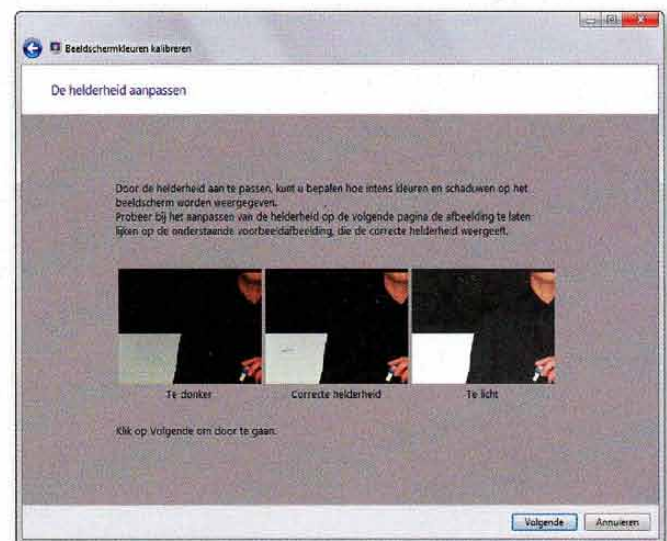 Beeldschermkleuren kalibreren
De helderheid aanpassen
Door de helderheid aan te passen, kunt u bepalen hoe intens kleuren en schaduwen op het
beeldscherm worden weergegeven.
Probeer bij het aanpassen van de helderheid op de volgende pagina de afbeelding te laten
lijken op de onderstaande voorbeeldafbeelding, die de correcte helderheid weergeeft.
Te donker
Correcte helderheid
Te licht
Klik op Volgende om door te gaan.
Volgende
Annuleren